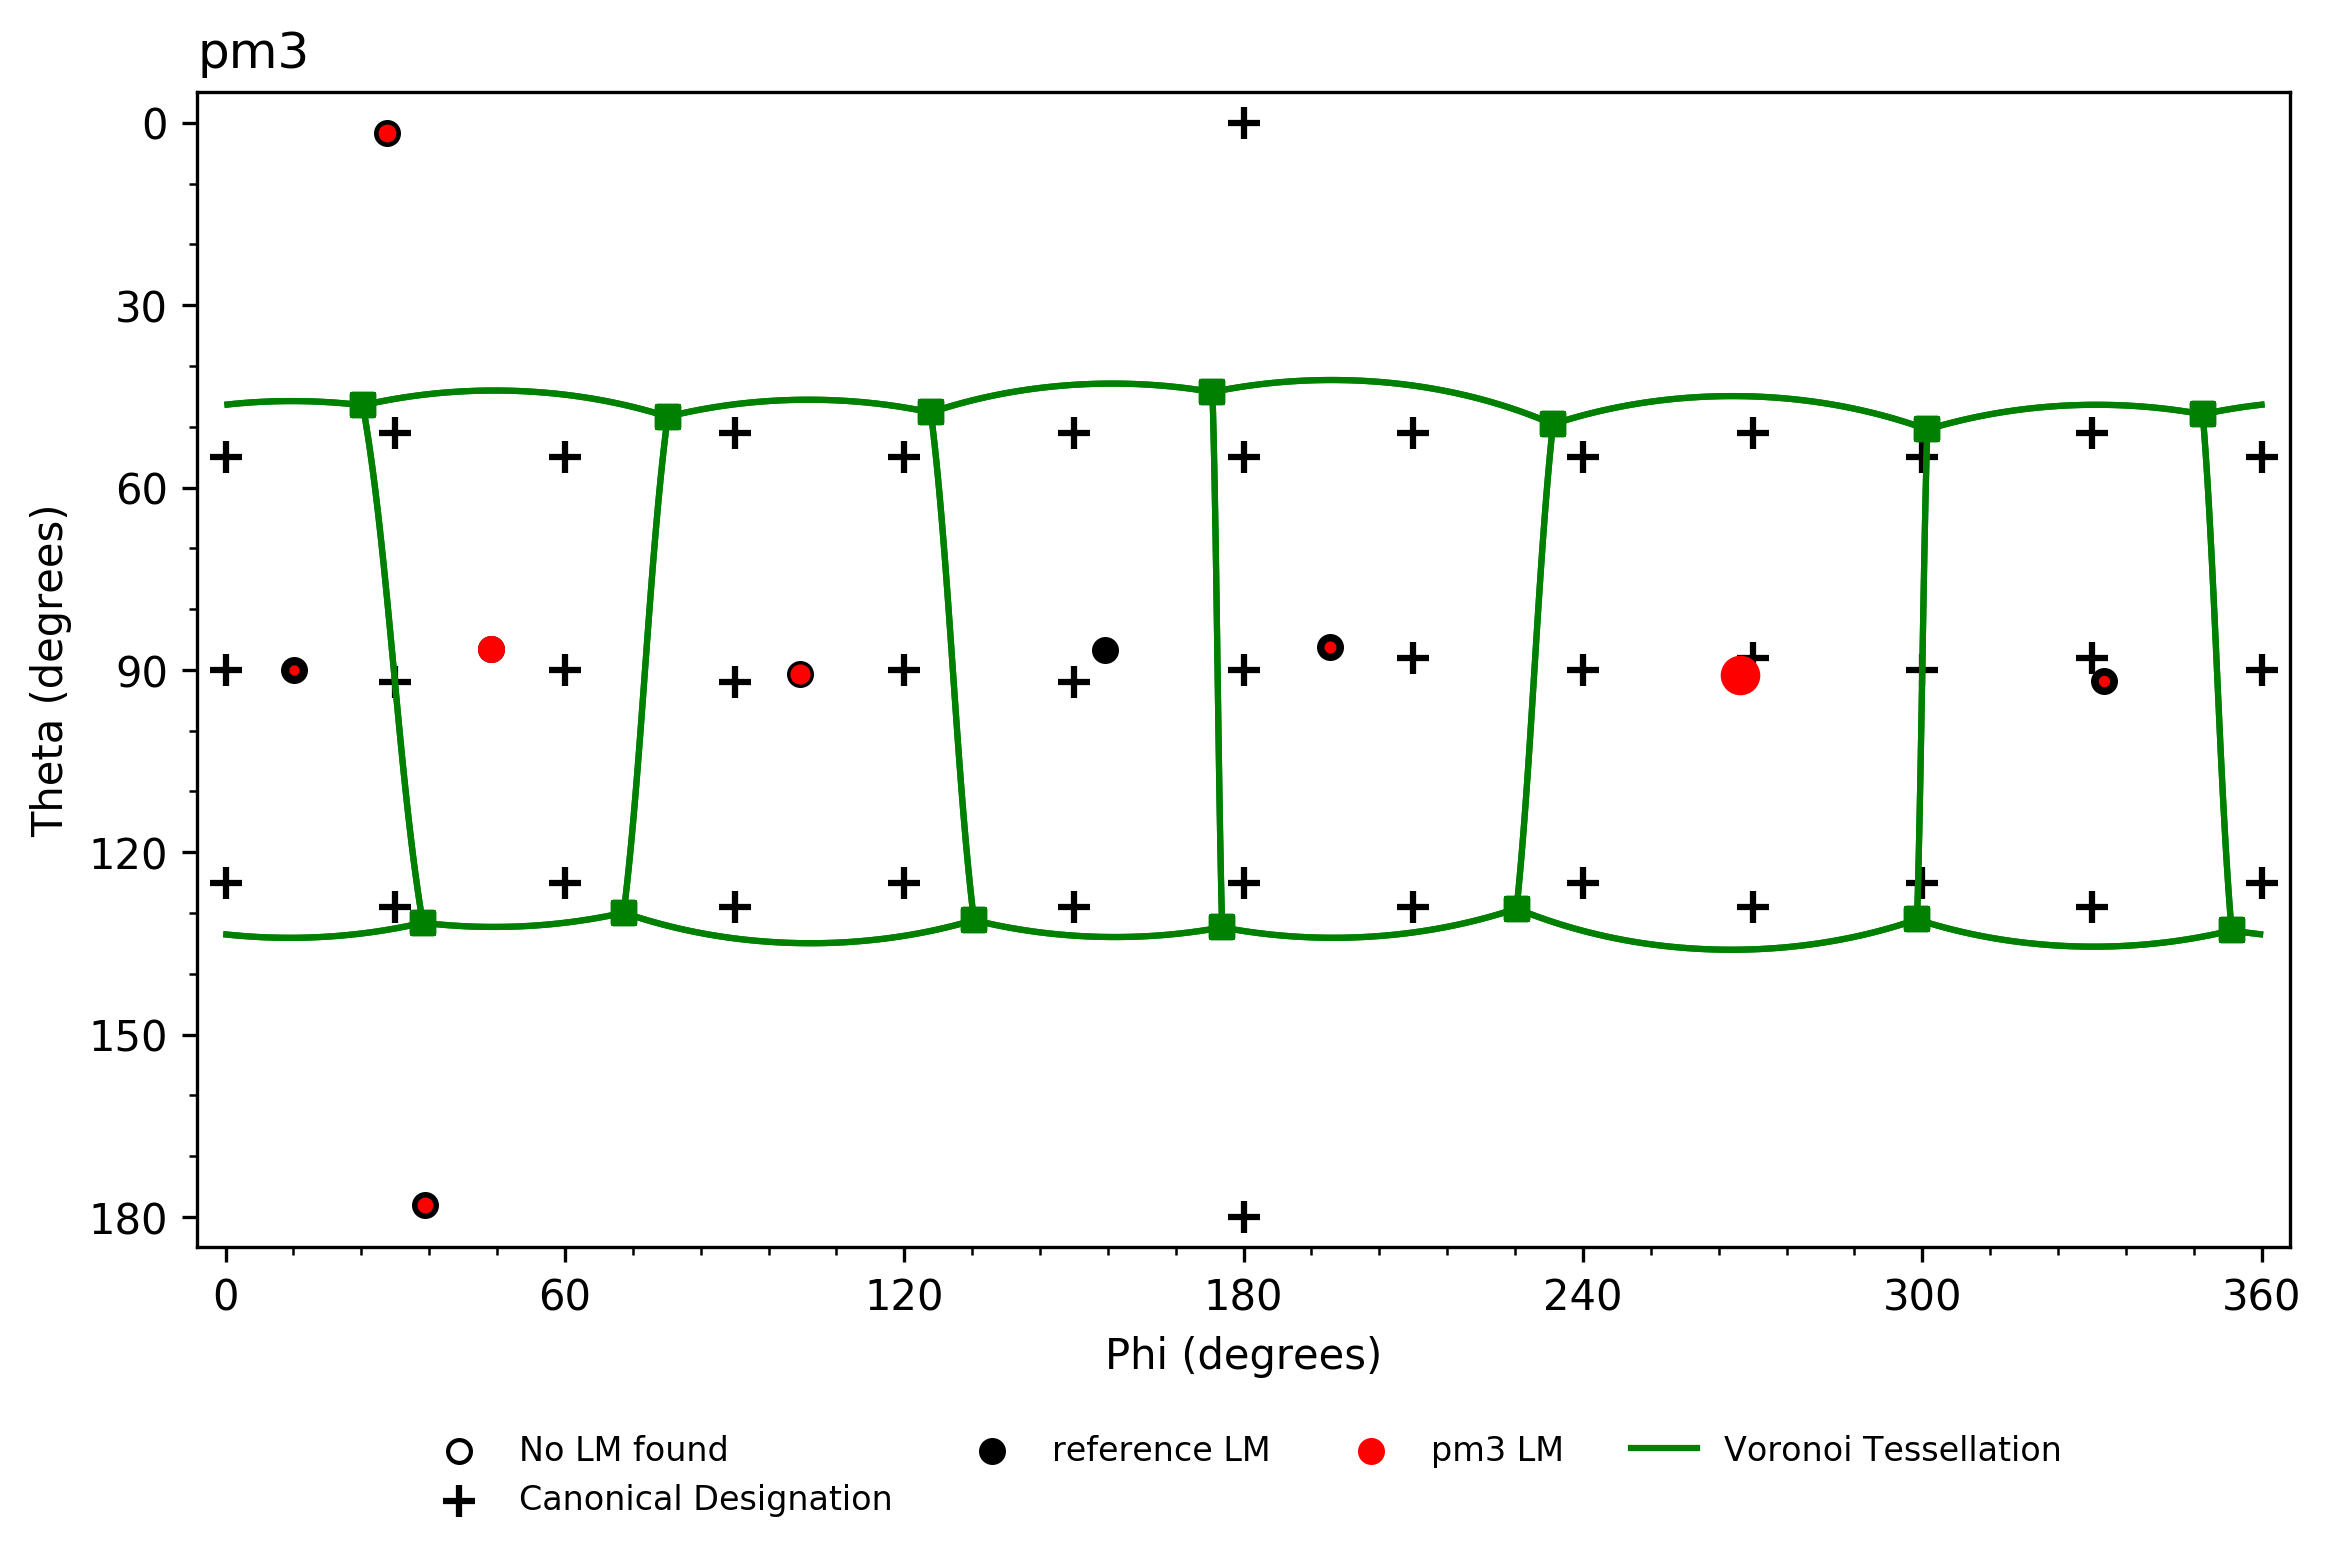 pm3
0
30
60
90
120
150
180
Theta (degrees)
0 60 120 180 240 300 360
Phi (degrees)
No LM found reference LM pm3 LM Voronoi Tessellation
Canonical Designation